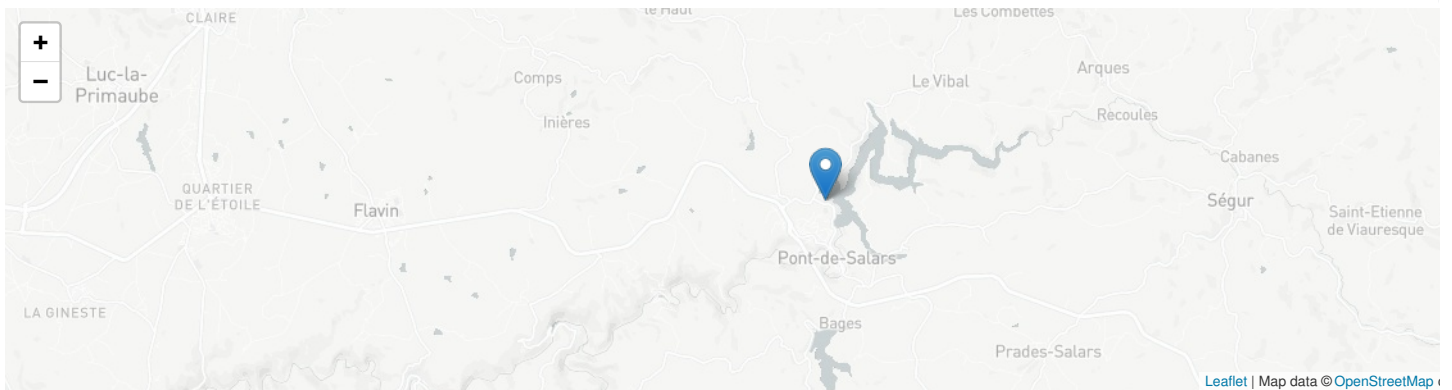 CLAIRE
le Haut
Les Combettes
+
−
Luc-la-
Primaube
Comps
Le Vibal
Arques
Inières
Recoules
Cabanes
QUARTIER
DE L'ÉTOILE
Flavin
Ségur
Saint-Etienne
de Viauresque
Pont-de-Salars
LA GINESTE
Bages
Prades-Salars
Leaflet | Map data © OpenStreetMap